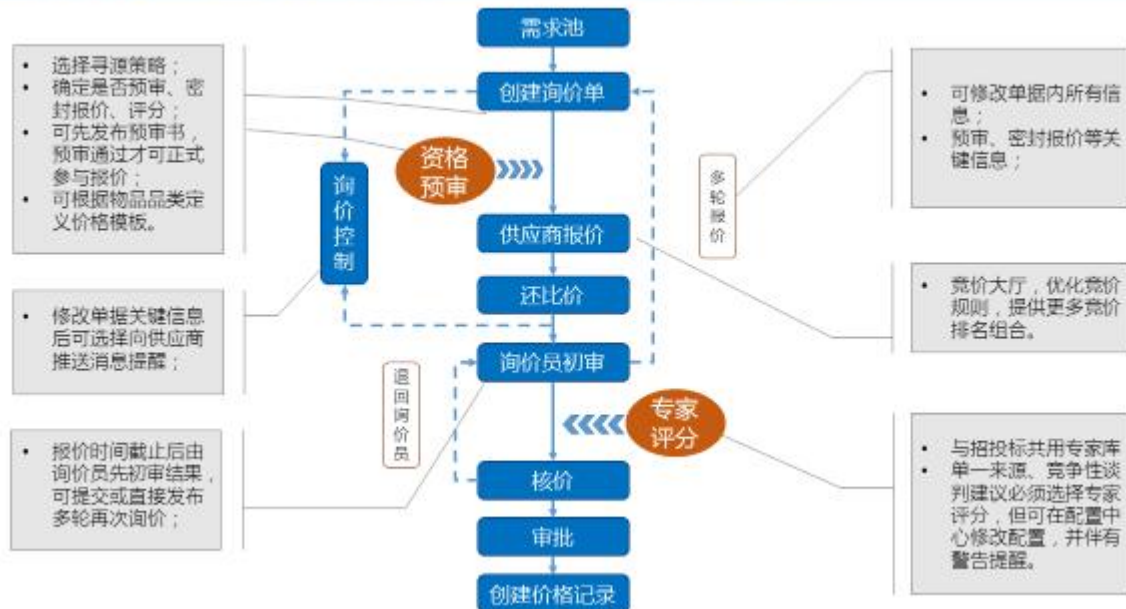 需求池
创建询价单
资格
预审
询价控制
供应商报价
还比价
询价员初审
多轮报价
退回询价员
专家
评分
核价
审批
创建价格记录
• 选择寻源策略；
• 确定是否预审、密
封报价、评分；
• 可先发布预审书，
预审通过才可正式
参与报价；
• 可根据物品品类定
义价格模板。
• 修改单据关键信息
后可选择向供应商
推送消息提醒；
• 报价时间截止后由
询价员先初审结果，
可提交或直接发布
多轮再次询价；
• 可修改单据内所有信
息；
• 预审、密封报价等关
键信息；
• 竞价大厅，优化竞价
规则，提供更多竞价
排名组合。
• 与招投标共用专家库
• 单一来源、竞争性谈
判建议必须选择专家
评分，但可在配置中
心修改配置，并伴有
警告提醒。